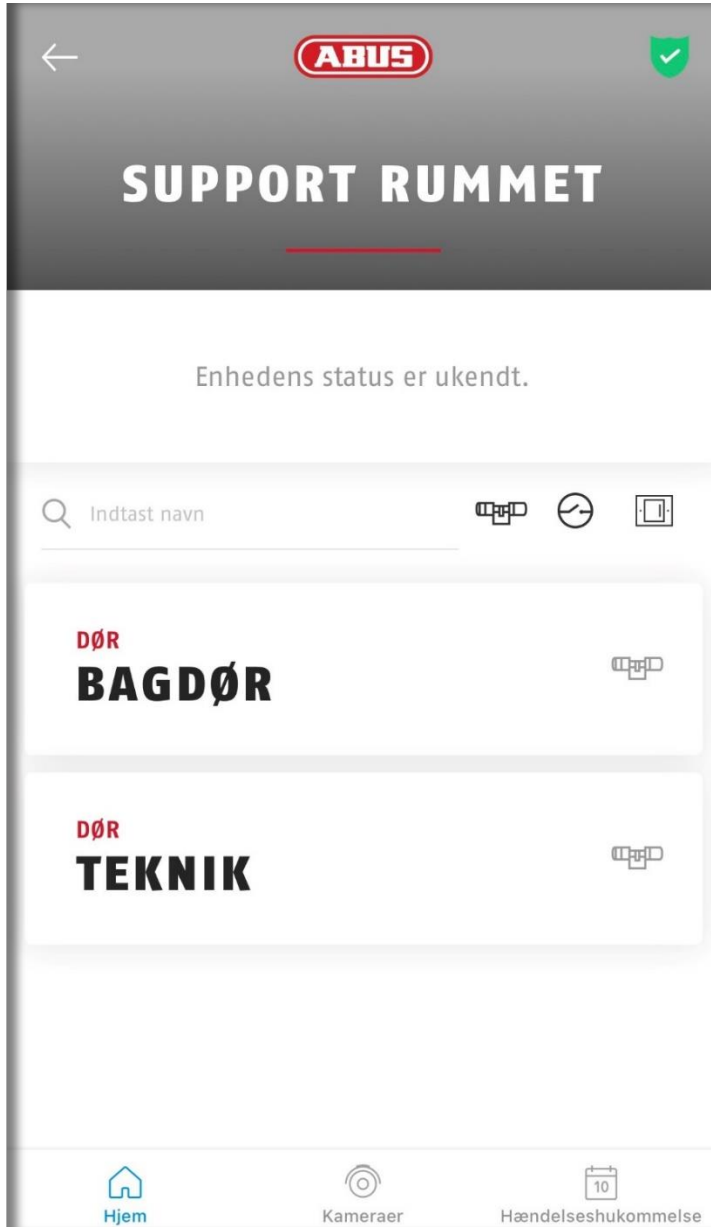 ABUS
SUPPORT RUMMET
Enhedens status er ukendt.
Indtast navn
DØR
BAGDØR
DØR
TEKNIK
10
Hjem Kameraer Hændelseshukommelse